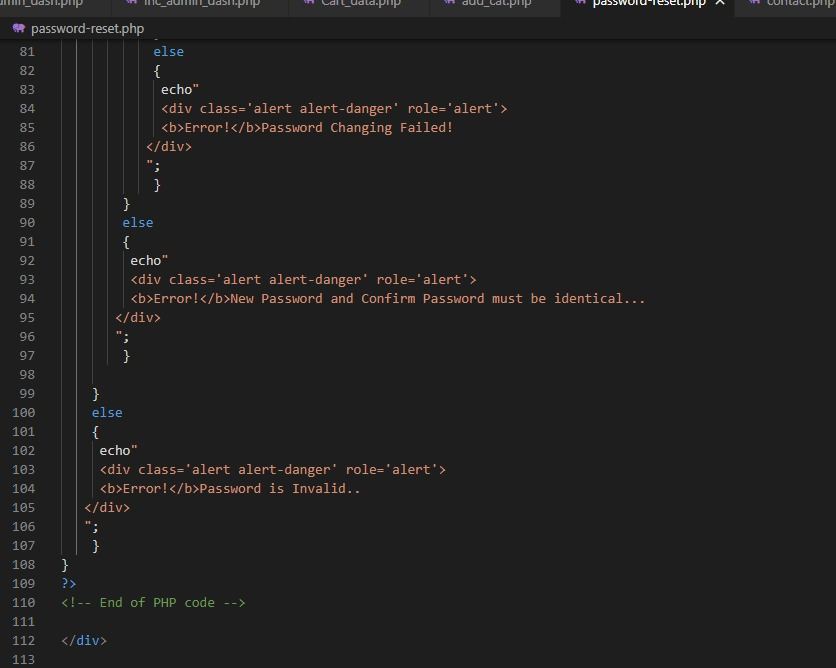 inc_admin_dash.php Cart_data.php add_cat.php password-reset.php contact.php
password-reset.php
81 else
82 {
83 echo"
84 <div class='alert alert-danger' role='alert'>
85 <b>Error!</b>Password Changing Failed!
86 </div>
87 ";
88 }
89 }
90 else
91 {
92 echo"
93 <div class='alert alert-danger' role='alert'>
94 <b>Error!</b>New Password and Confirm Password must be identical...
95 </div>
96 ";
97 }
98
99 }
100 else
101 {
102 echo"
103 <div class='alert alert-danger' role='alert'>
104 <b>Error!</b>Password is Invalid..
105 </div>
106 ";
107 }
108 }
109 ?>
110 <!-- End of PHP code -->
111
112 </div>
113